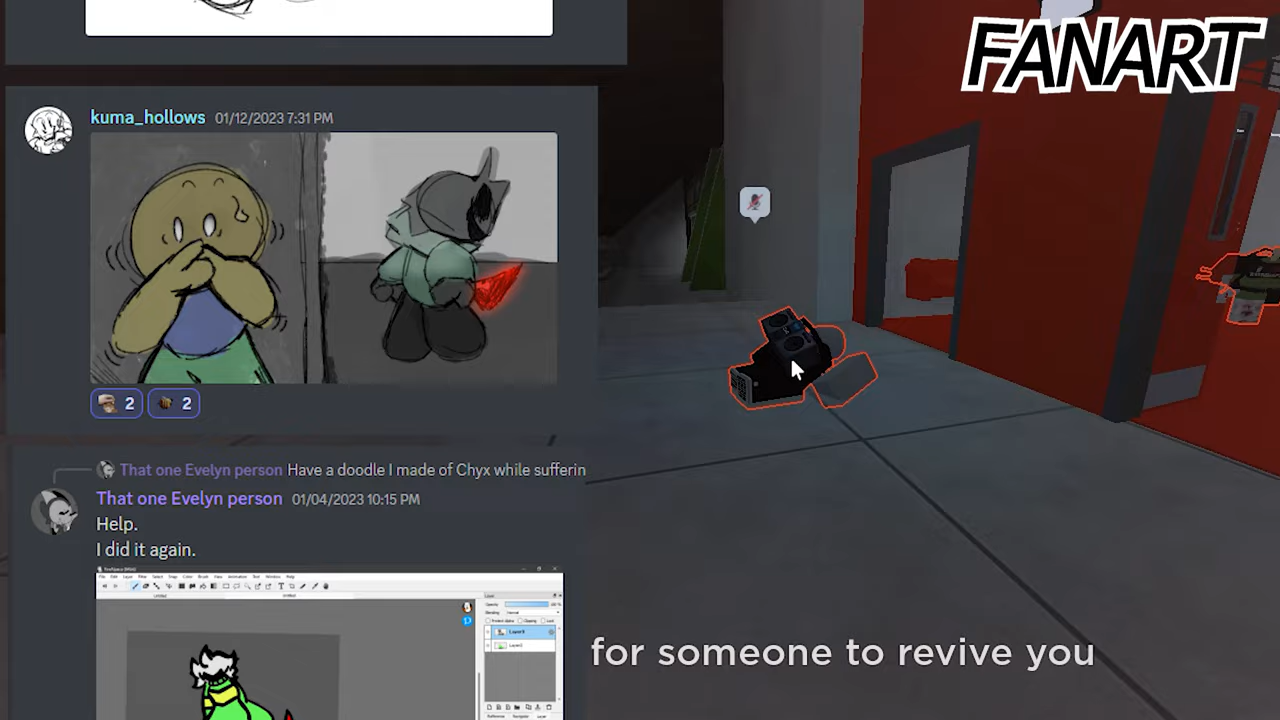 FANART
kuma_hollows 01/12/2023 7:31 PM
2 2
That one Evelyn person Have a doodle I made of Chyx while sufferin
That one Evelyn person 01/04/2023 10:15 PM
Help.
I did it again.
for someone to revive you